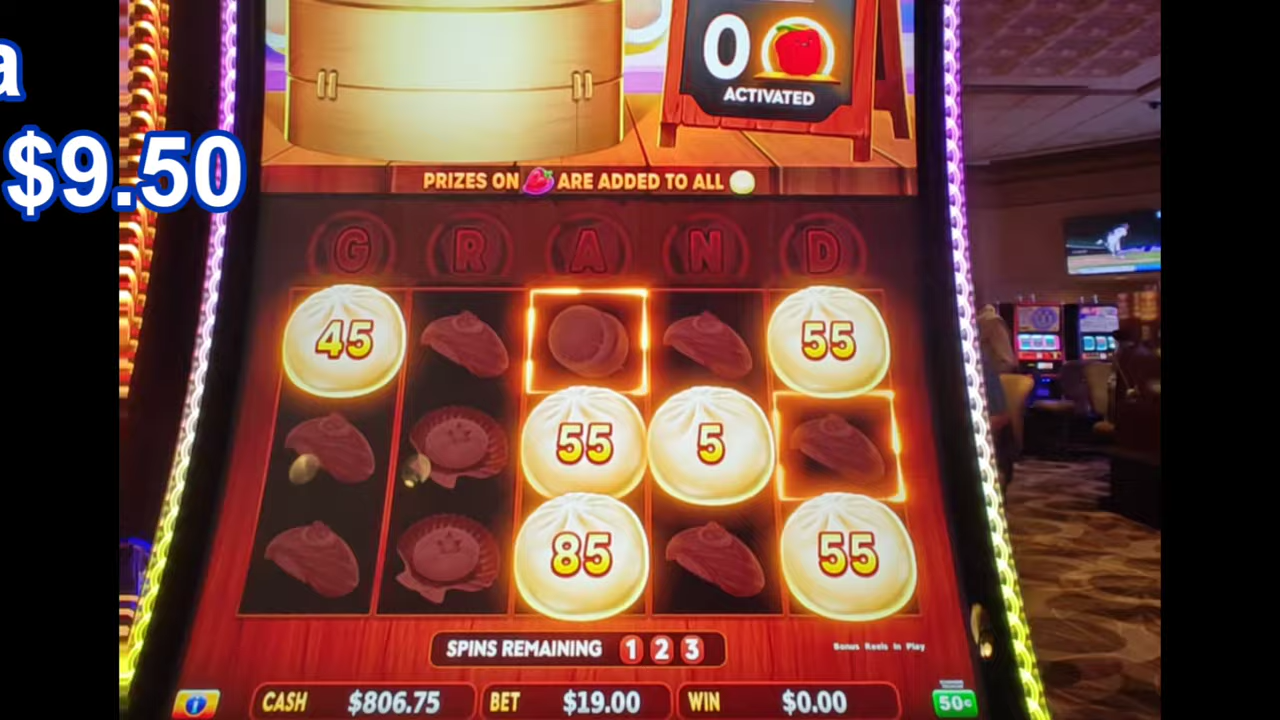 a
$9.50
0
ACTIVATED
PRIZES ON ARE ADDED TO ALL
G R A N D
45 55
55 5
85 55
SPINS REMAINING 1 2 3
Bonus Reels In Play
CASH $806.75 BET $19.00 WIN $0.00 50¢